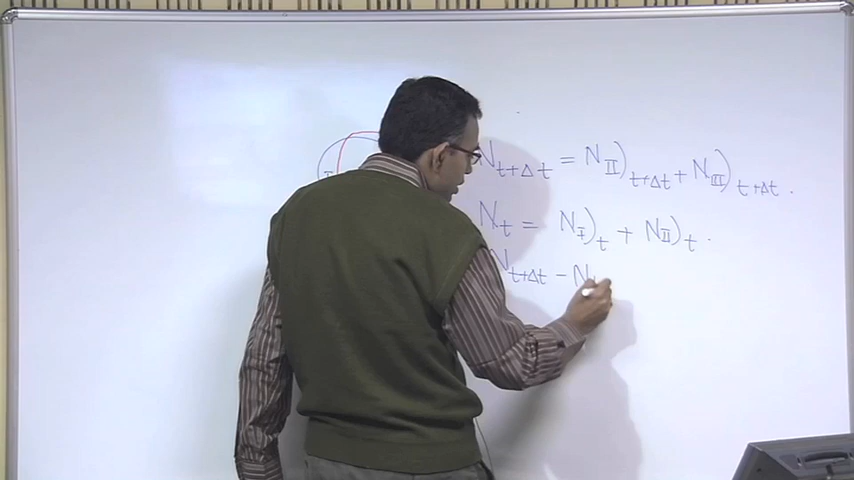 I
N_{t+Δt} = N_{II})_{t+Δt} + N_{III})_{t+Δt} .
N_t = N_I)_t + N_{II})_t .
N_{t+Δt} - N